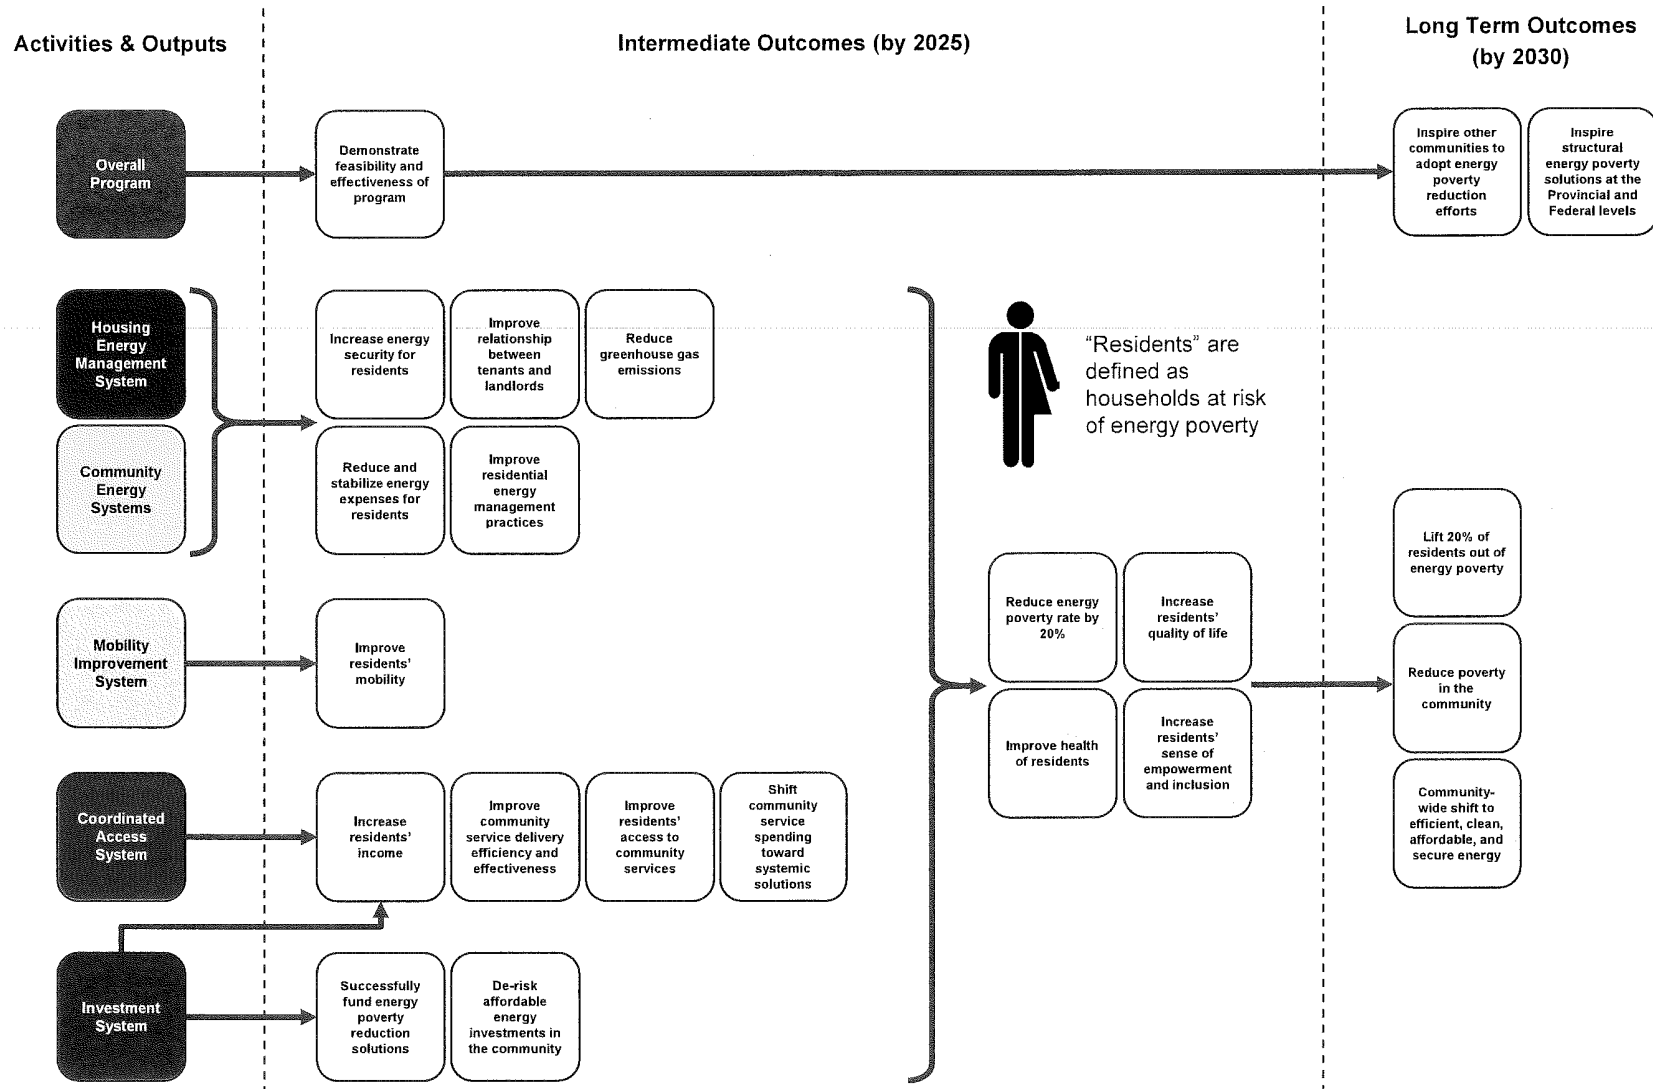 Activities & Outputs
Intermediate Outcomes (by 2025)
Long Term Outcomes
(by 2030)
Overall
Program
Demonstrate
feasibility and
effectiveness of
program
Inspire other
communities to
adopt energy
poverty
reduction
efforts
Inspire
structural
energy poverty
solutions at the
Provincial and
Federal levels
Housing
Energy
Management
System
Community
Energy
Systems
Increase energy
security for
residents
Improve
relationship
between
tenants and
landlords
Reduce
greenhouse gas
emissions
Reduce and
stabilize energy
expenses for
residents
Improve
residential
energy
management
practices
“Residents” are
defined as
households at risk
of energy poverty
Mobility
Improvement
System
Improve
residents’
mobility
Reduce energy
poverty rate by
20%
Increase
residents’
quality of life
Improve health
of residents
Increase
residents’
sense of
empowerment
and inclusion
Lift 20% of
residents out of
energy poverty
Reduce poverty
in the
community
Community-
wide shift to
efficient, clean,
affordable, and
secure energy
Coordinated
Access
System
Increase
residents’
income
Improve
community
service delivery
efficiency and
effectiveness
Improve
residents’
access to
community
services
Shift
community
service
spending
toward
systemic
solutions
Investment
System
Successfully
fund energy
poverty
reduction
solutions
De-risk
affordable
energy
investments in
the community